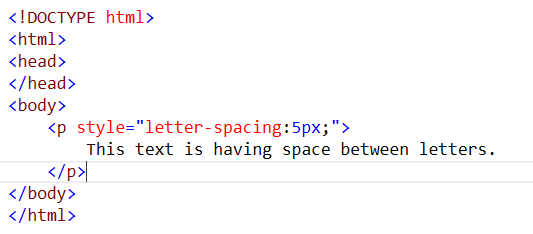 <!DOCTYPE html>
<html>
<head>
</head>
<body>
    <p style="letter-spacing:5px;">
        This text is having space between letters.
    </p>
</body>
</html>